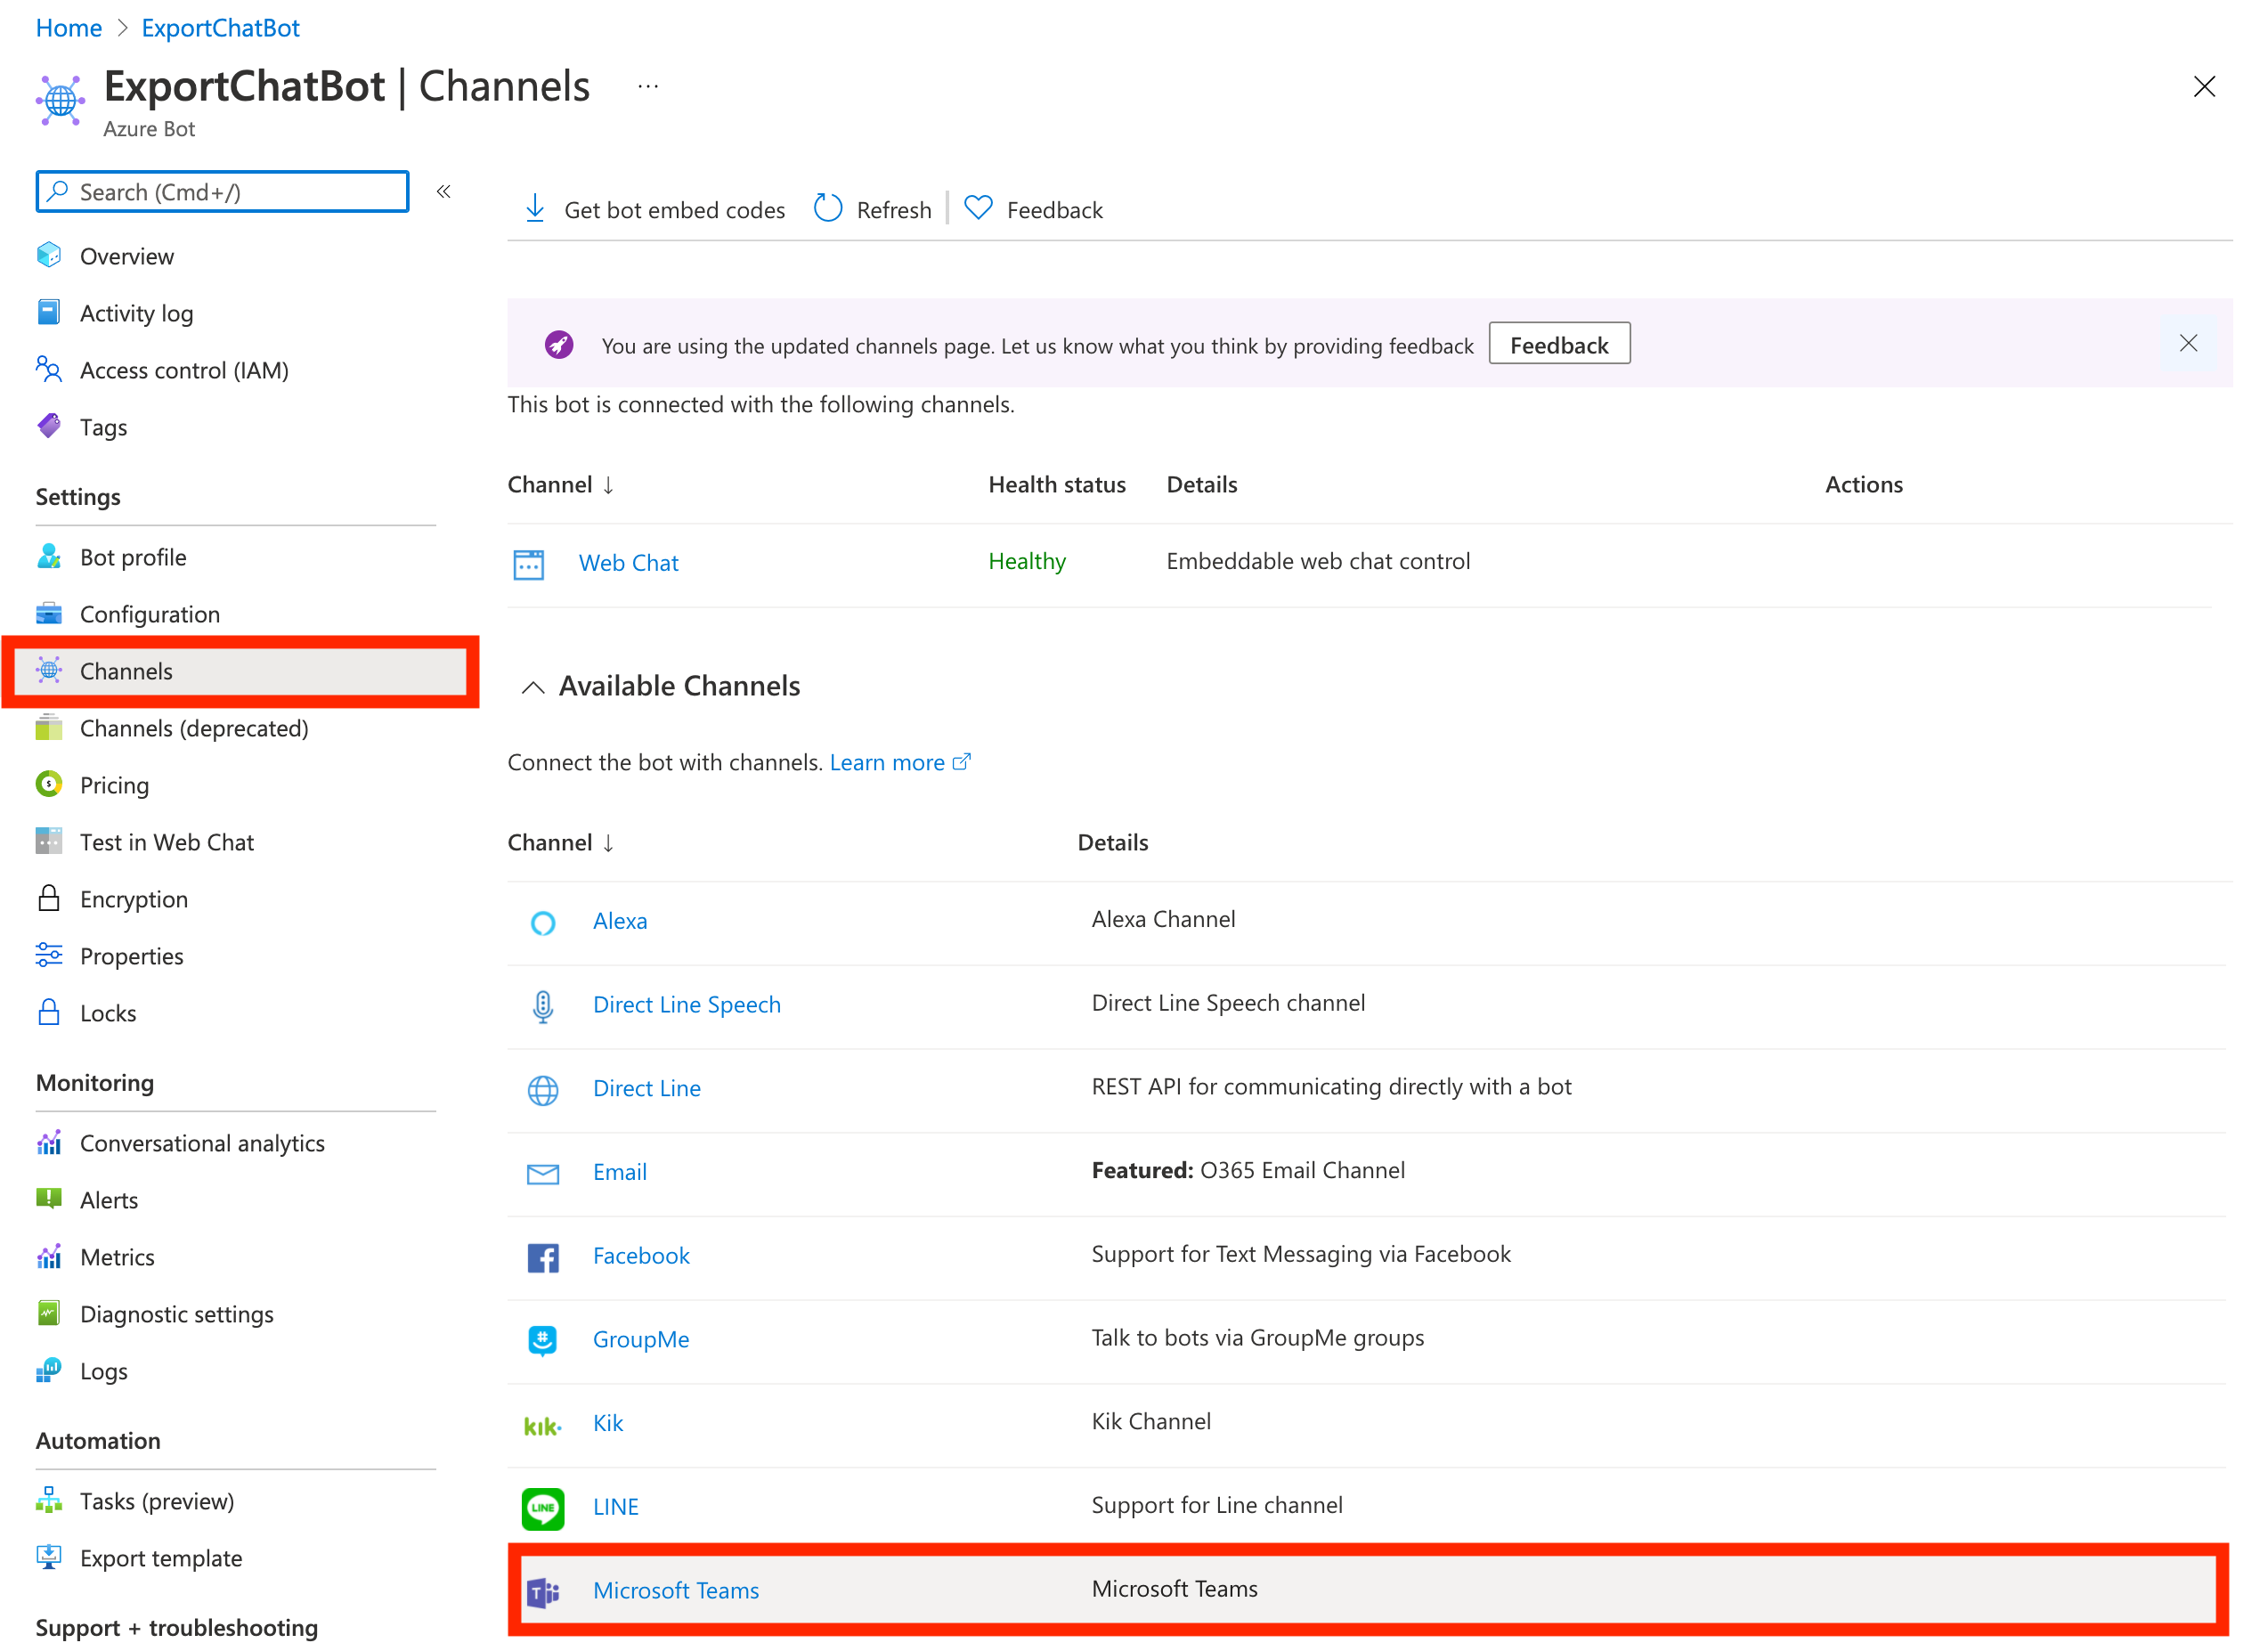 Home > ExportChatBot
ExportChatBot | Channels ...
Azure Bot
Search (Cmd+/) «
Overview
Activity log
Access control (IAM)
Tags
Settings
Bot profile
Configuration
Channels
Channels (deprecated)
Pricing
Test in Web Chat
Encryption
Properties
Locks
Monitoring
Conversational analytics
Alerts
Metrics
Diagnostic settings
Logs
Automation
Tasks (preview)
Export template
Support + troubleshooting
Get bot embed codes Refresh Feedback
You are using the updated channels page. Let us know what you think by providing feedback Feedback
This bot is connected with the following channels.
Channel ↓ Health status Details Actions
Web Chat Healthy Embeddable web chat control
Available Channels
Connect the bot with channels. Learn more
Channel ↓ Details
Alexa Alexa Channel
Direct Line Speech Direct Line Speech channel
Direct Line REST API for communicating directly with a bot
Email Featured: O365 Email Channel
Facebook Support for Text Messaging via Facebook
GroupMe Talk to bots via GroupMe groups
kik. Kik Kik Channel
LINE LINE Support for Line channel
Microsoft Teams Microsoft Teams